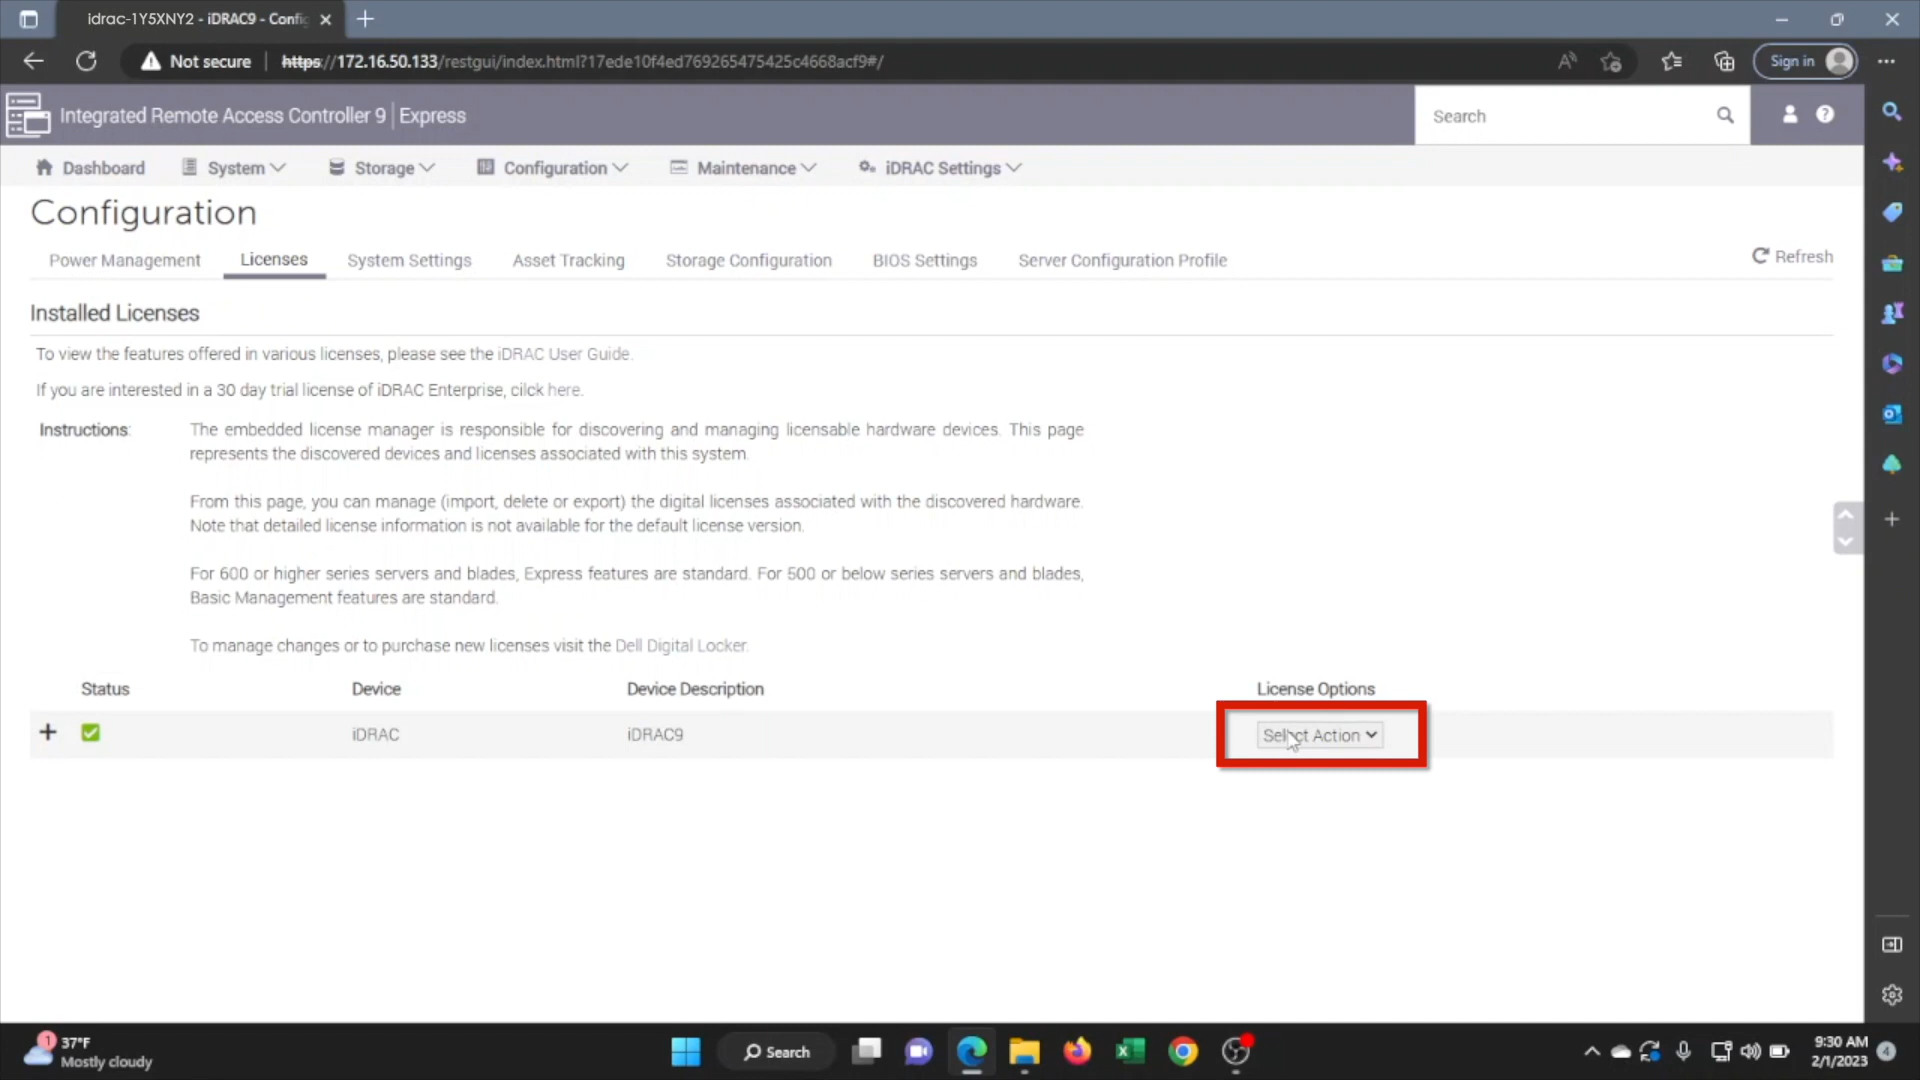 idrac-1Y5XNY2 - iDRAC9 - Config
Not secure
https://172.16.50.133/restgui/index.html?17ede10f4ed769265475425c4668acf9#/
Sign in
Integrated Remote Access Controller 9 | Express
Search
Dashboard
System
Storage
Configuration
Maintenance
iDRAC Settings
Configuration
Power Management
Licenses
System Settings
Asset Tracking
Storage Configuration
BIOS Settings
Server Configuration Profile
Refresh
Installed Licenses
To view the features offered in various licenses, please see the iDRAC User Guide.
If you are interested in a 30 day trial license of iDRAC Enterprise, cilck here.
Instructions:
The embedded license manager is responsible for discovering and managing licensable hardware devices. This page
represents the discovered devices and licenses associated with this system.
From this page, you can manage (import, delete or export) the digital licenses associated with the discovered hardware.
Note that detailed license information is not available for the default license version.
For 600 or higher series servers and blades, Express features are standard. For 500 or below series servers and blades,
Basic Management features are standard.
To manage changes or to purchase new licenses visit the Dell Digital Locker.
Status
Device
Device Description
License Options
iDRAC
iDRAC9
Select Action
1
37°F
Mostly cloudy
Search
9:30 AM
2/1/2023
4